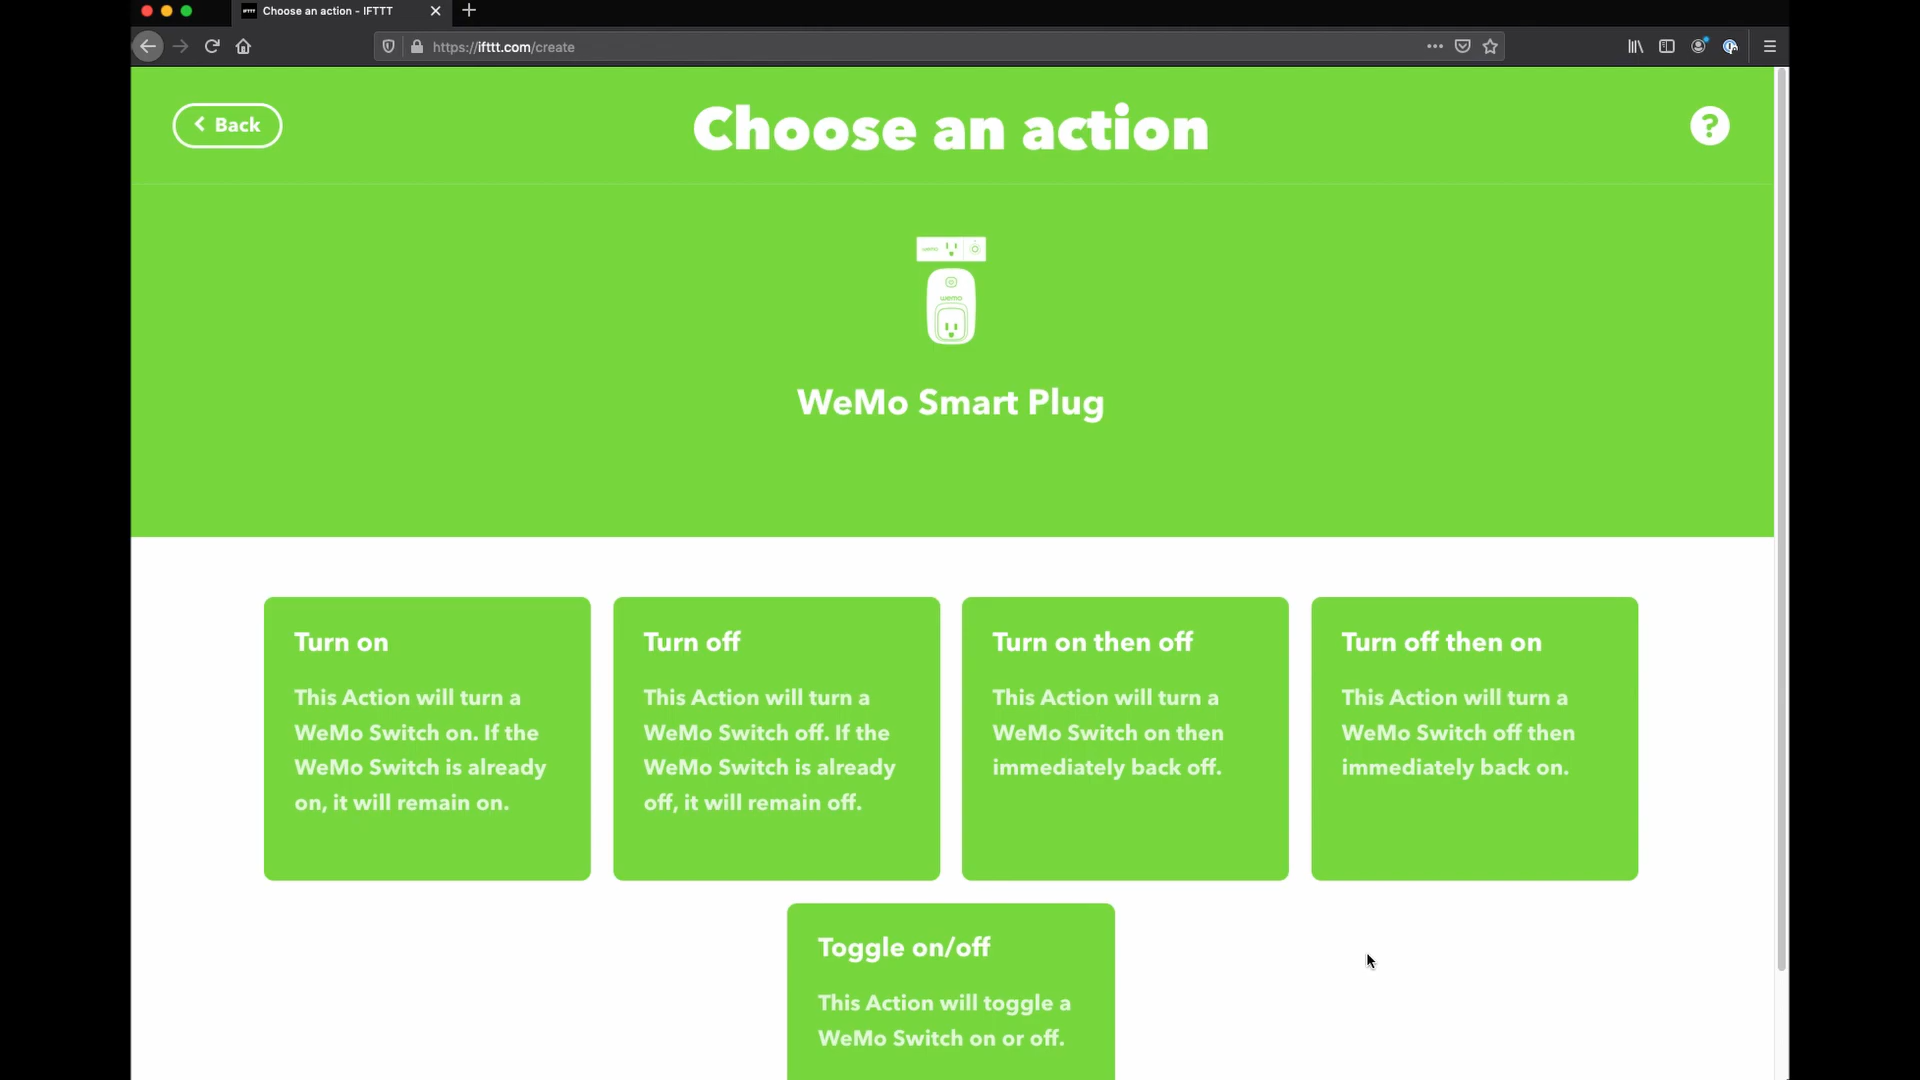 Choose an action - IFTTT
https://ifttt.com/create
Back
Choose an action
?
wemo
wemo
WeMo Smart Plug
Turn on
This Action will turn a
WeMo Switch on. If the
WeMo Switch is already
on, it will remain on.
Turn off
This Action will turn a
WeMo Switch off. If the
WeMo Switch is already
off, it will remain off.
Turn on then off
This Action will turn a
WeMo Switch on then
immediately back off.
Turn off then on
This Action will turn a
WeMo Switch off then
immediately back on.
Toggle on/off
This Action will toggle a
WeMo Switch on or off.